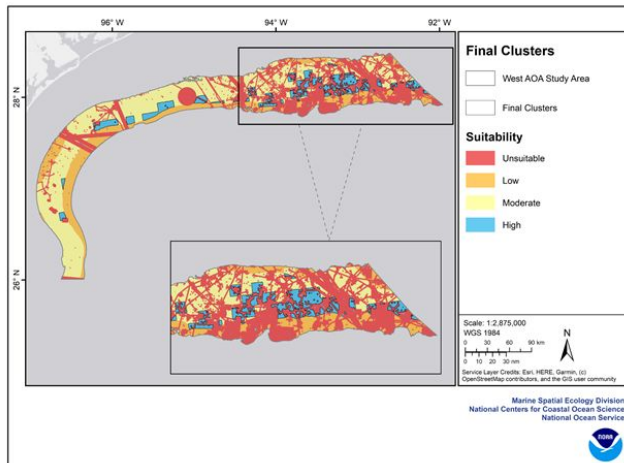 96° W
94° W
92° W
28° N
26° N
Final Clusters
West AOA Study Area
Final Clusters
Suitability
Unsuitable
Low
Moderate
High
Scale: 1:2,875,000
WGS 1984
N
0 30 60 90 km
0 10 20 30 nm
Service Layer Credits: Esri, HERE, Garmin, (c)
OpenStreetMap contributors, and the GIS user community
Marine Spatial Ecology Division
National Centers for Coastal Ocean Science
National Ocean Service
NOAA